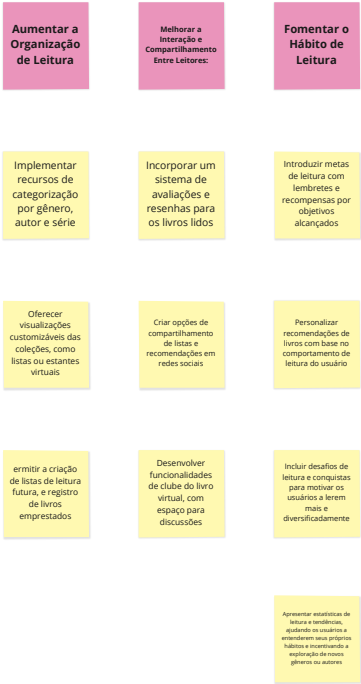 Aumentar a
Organização
de Leitura
Melhorar a
Interação e
Compartilhamento
Entre Leitores:
Fomentar o
Hábito de
Leitura
Implementar
recursos de
categorização
por gênero,
autor e série
Incorporar um
sistema de
avaliações e
resenhas para
os livros lidos
Introduzir metas
de leitura com
lembretes e
recompensas por
objetivos
alcançados
Oferecer
visualizações
customizáveis das
coleções, como
listas ou estantes
virtuais
Criar opções de
compartilhamento
de listas e
recomendações em
redes sociais
Personalizar
recomendações de
livros com base no
comportamento de
leitura do usuário
ermitir a criação
de listas de leitura
futura, e registro
de livros
emprestados
Desenvolver
funcionalidades
de clube do livro
virtual, com
espaço para
discussões
Incluir desafios de
leitura e conquistas
para motivar os
usuários a lerem
mais e
diversificadamente
Apresentar estatísticas de
leitura e tendências,
ajudando os usuários a
entenderem seus próprios
hábitos e incentivando a
exploração de novos
gêneros ou autores